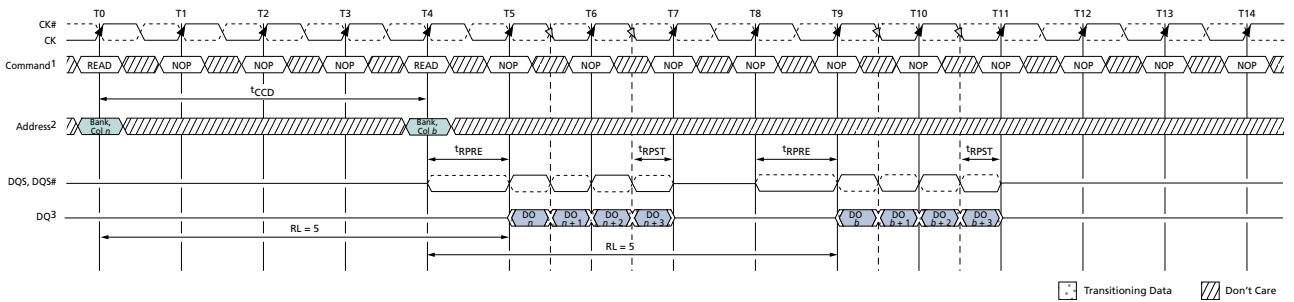 T0 T1 T2 T3 T4 T5 T6 T7 T8 T9 T10 T11 T12 T13 T14
CK#
CK
Command1 READ NOP NOP NOP READ NOP NOP NOP NOP NOP NOP NOP NOP NOP NOP
tCCD
Address2 Bank, Col n Bank, Col b
tRPRE tRPST tRPRE tRPST
DQS, DQS#
DQ3 DO n DO n + 1 DO n + 2 DO n + 3 DO b DO b + 1 DO b + 2 DO b + 3
RL = 5
RL = 5
Transitioning Data Don't Care